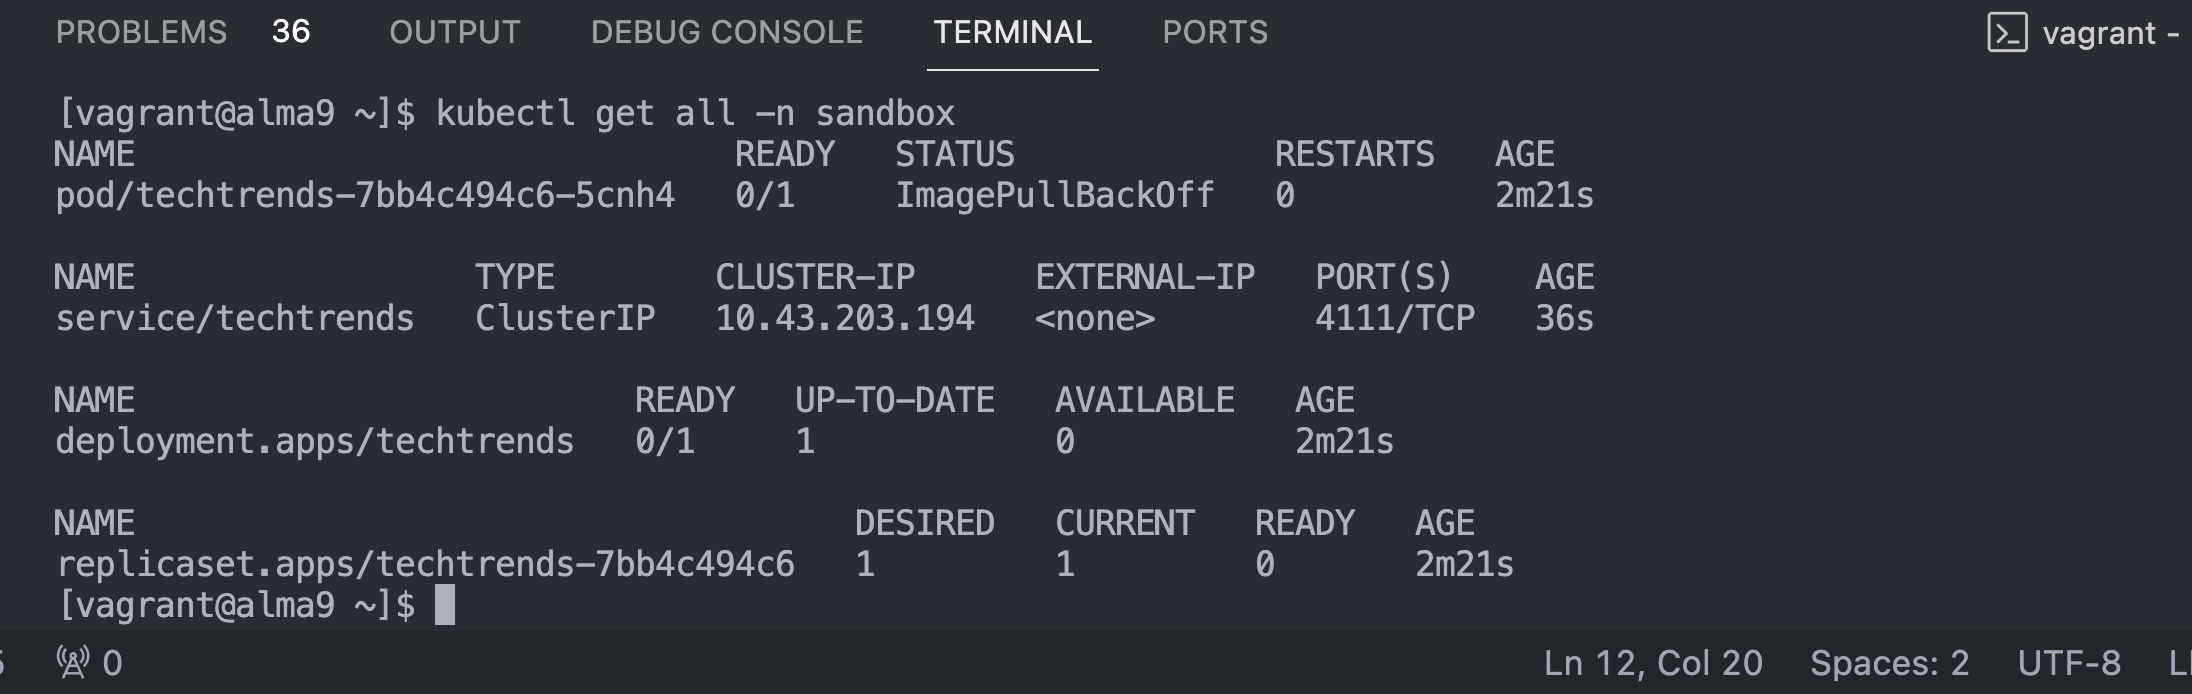 PROBLEMS 36 OUTPUT DEBUG CONSOLE TERMINAL PORTS vagrant -
[vagrant@alma9 ~]$ kubectl get all -n sandbox
NAME READY STATUS RESTARTS AGE
pod/techtrends-7bb4c494c6-5cnh4 0/1 ImagePullBackOff 0 2m21s
NAME TYPE CLUSTER-IP EXTERNAL-IP PORT(S) AGE
service/techtrends ClusterIP 10.43.203.194 <none> 4111/TCP 36s
NAME READY UP-TO-DATE AVAILABLE AGE
deployment.apps/techtrends 0/1 1 0 2m21s
NAME DESIRED CURRENT READY AGE
replicaset.apps/techtrends-7bb4c494c6 1 1 0 2m21s
[vagrant@alma9 ~]$
0 Ln 12, Col 20 Spaces: 2 UTF-8